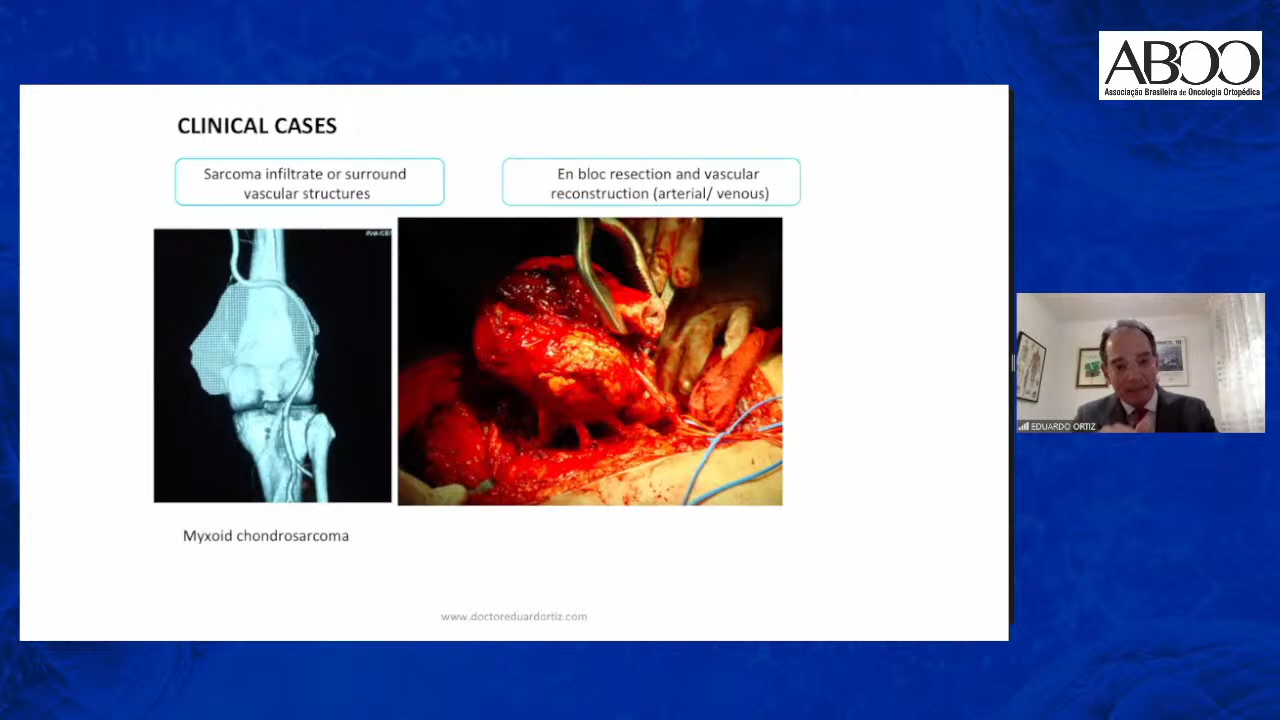 ABOO
Associação Brasileira de Oncologia Ortopédica
CLINICAL CASES
Sarcoma infiltrate or surround
vascular structures
En bloc resection and vascular
reconstruction (arterial/ venous)
Myxoid chondrosarcoma
www.doctoreduardortiz.com
EDUARDO ORTIZ